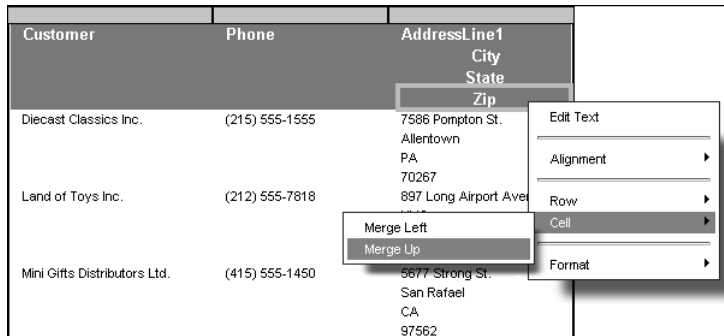 Customer Phone AddressLine1
City
State
Zip
Diecast Classics Inc. (215) 555-1555 7586 Pompton St.
Allentown
PA
70267
Land of Toys Inc. (212) 555-7818 897 Long Airport
Mini Gifts Distributors Ltd. (415) 555-1450 5677 Strong St.
San Rafael
CA
97562
Edit Text
Alignment
Row
Cell
Format
Merge Left
Merge Up